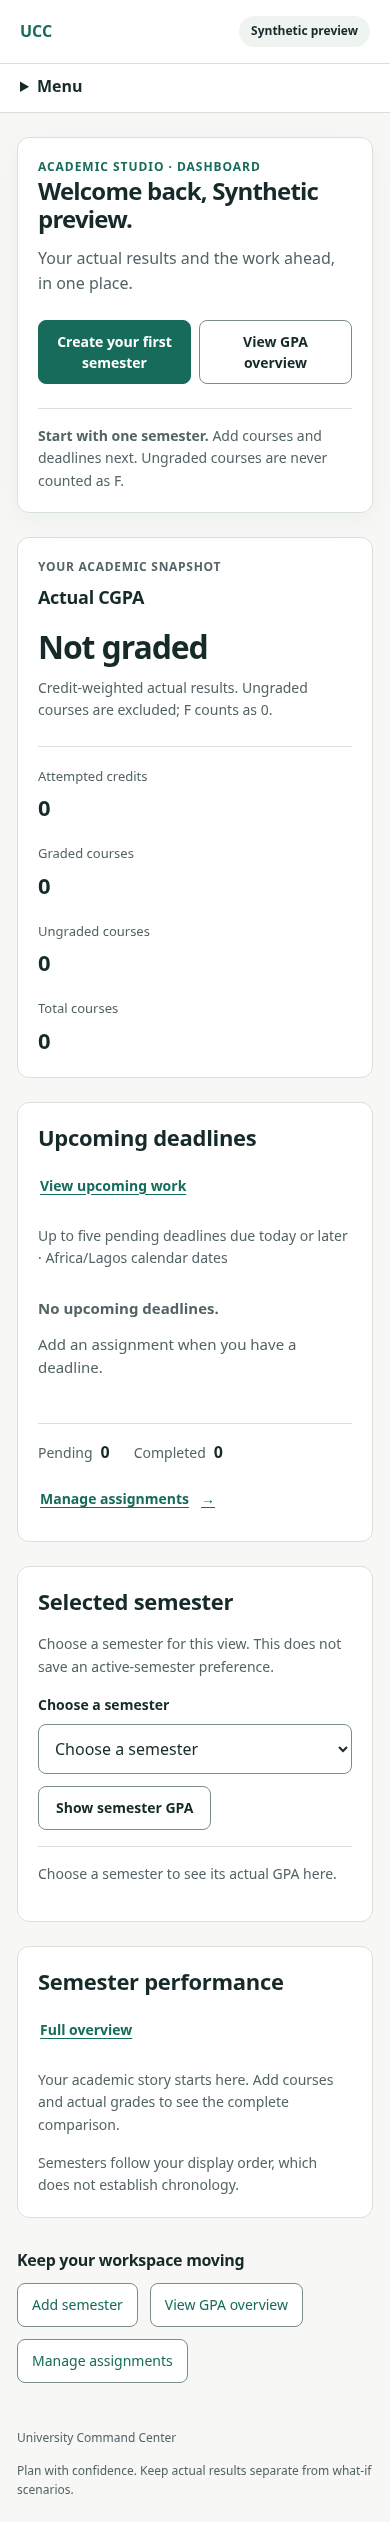 UCC
Synthetic preview
Menu
ACADEMIC STUDIO · DASHBOARD
Welcome back, Synthetic
preview.
Your actual results and the work ahead,
in one place.
Create your first
semester
View GPA
overview
Start with one semester. Add courses and
deadlines next. Ungraded courses are never
counted as F.
YOUR ACADEMIC SNAPSHOT
Actual CGPA
Not graded
Credit-weighted actual results. Ungraded
courses are excluded; F counts as 0.
Attempted credits
0
Graded courses
0
Ungraded courses
0
Total courses
0
Upcoming deadlines
View upcoming work
Up to five pending deadlines due today or later
· Africa/Lagos calendar dates
No upcoming deadlines.
Add an assignment when you have a
deadline.
Pending 0 Completed 0
Manage assignments →
Selected semester
Choose a semester for this view. This does not
save an active-semester preference.
Choose a semester
Choose a semester
Show semester GPA
Choose a semester to see its actual GPA here.
Semester performance
Full overview
Your academic story starts here. Add courses
and actual grades to see the complete
comparison.
Semesters follow your display order, which
does not establish chronology.
Keep your workspace moving
Add semester
View GPA overview
Manage assignments
University Command Center
Plan with confidence. Keep actual results separate from what-if
scenarios.